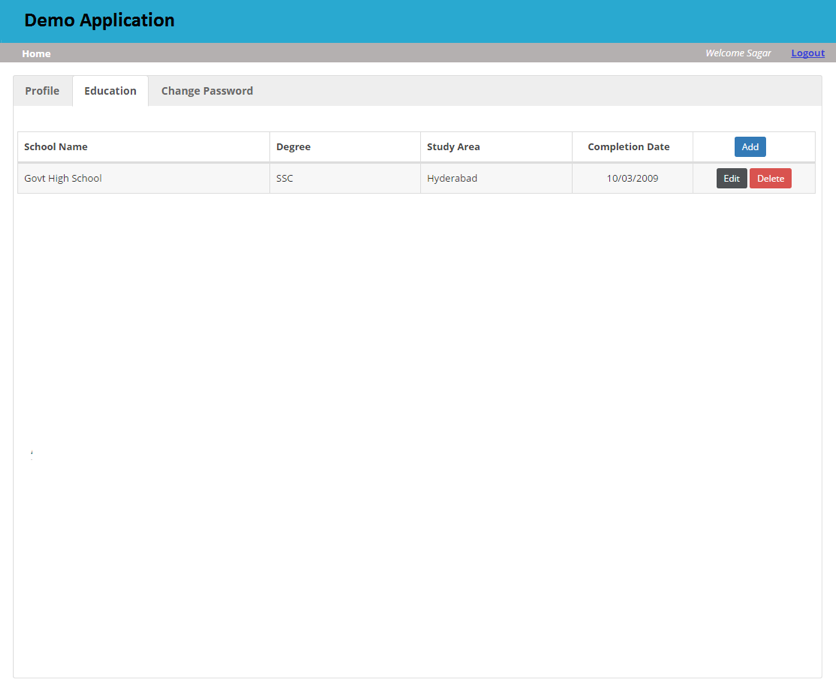 Demo Application
Home Welcome Sagar Logout
Profile Education Change Password
School Name Degree Study Area Completion Date Add
Govt High School SSC Hyderabad 10/03/2009 Edit Delete